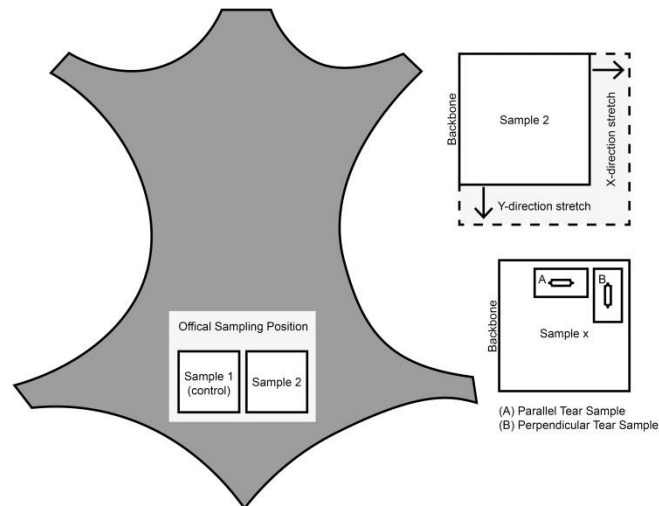 Offical Sampling Position
Sample 1
(control)
Sample 2
Backbone
Sample 2
X-direction stretch
Y-direction stretch
Backbone
A
B
Sample x
(A) Parallel Tear Sample
(B) Perpendicular Tear Sample